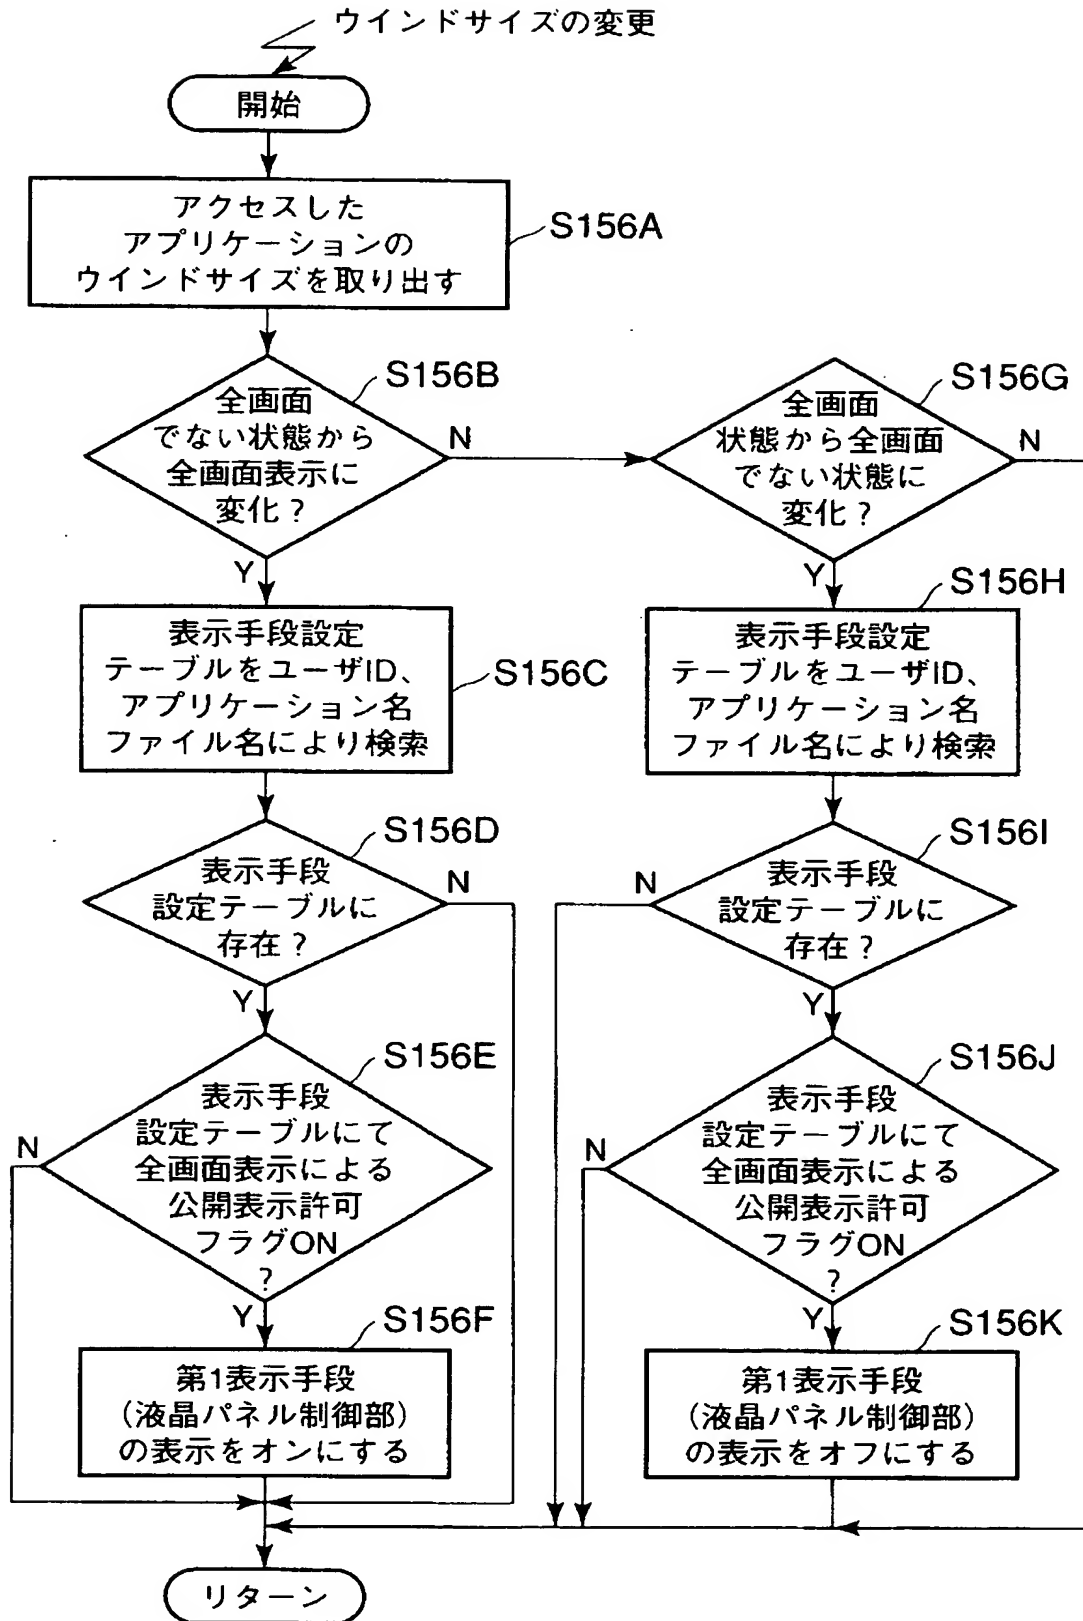 ウインドサイズの変更
開始
アクセスした
アプリケーションの
ウインドサイズを取り出す
S156A
全画面
でない状態から
全画面表示に
変化？
S156B
N
Y
全画面
状態から全画面
でない状態に
変化？
S156G
N
Y
表示手段設定
テーブルをユーザID、
アプリケーション名
ファイル名により検索
S156C
表示手段設定
テーブルをユーザID、
アプリケーション名
ファイル名により検索
S156H
表示手段
設定テーブルに
存在？
S156D
N
Y
表示手段
設定テーブルに
存在？
S156I
N
Y
表示手段
設定テーブルにて
全画面表示による
公開表示許可
フラグON
？
S156E
N
Y
表示手段
設定テーブルにて
全画面表示による
公開表示許可
フラグON
？
S156J
N
Y
第1表示手段
（液晶パネル制御部）
の表示をオンにする
S156F
第1表示手段
（液晶パネル制御部）
の表示をオフにする
S156K
リターン